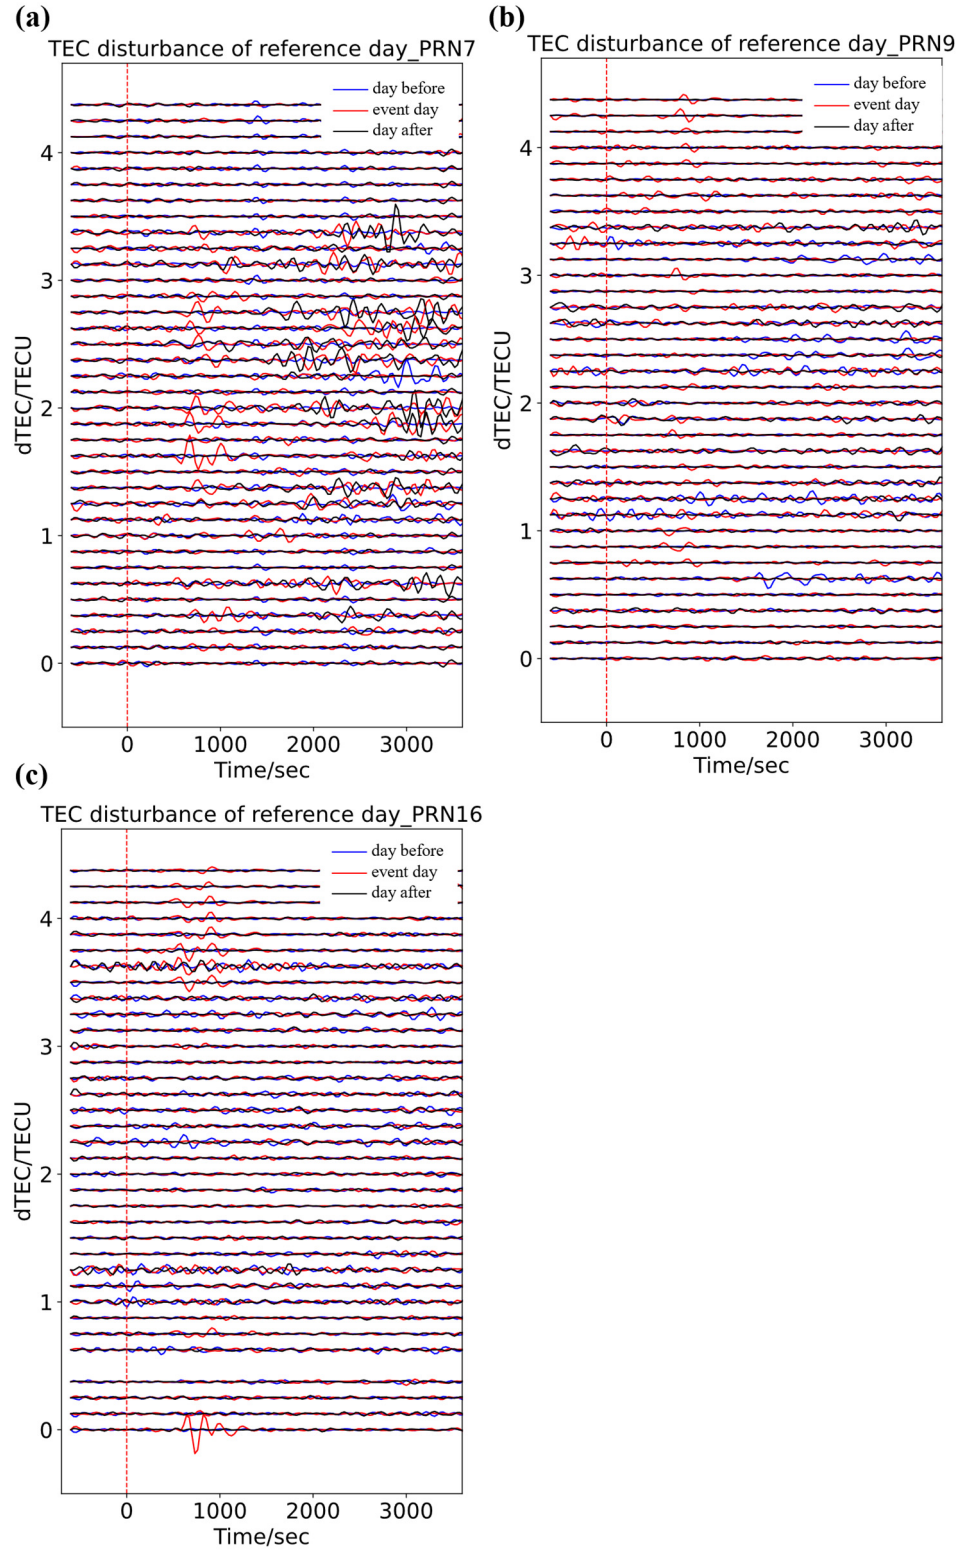 (a)
TEC disturbance of reference day_PRN7
day before
event day
day after
4
3
2
1
0
dTEC/TECU
0 1000 2000 3000
Time/sec
(b)
TEC disturbance of reference day_PRN9
day before
event day
day after
4
3
2
1
0
dTEC/TECU
0 1000 2000 3000
Time/sec
(c)
TEC disturbance of reference day_PRN16
day before
event day
day after
4
3
2
1
0
dTEC/TECU
0 1000 2000 3000
Time/sec